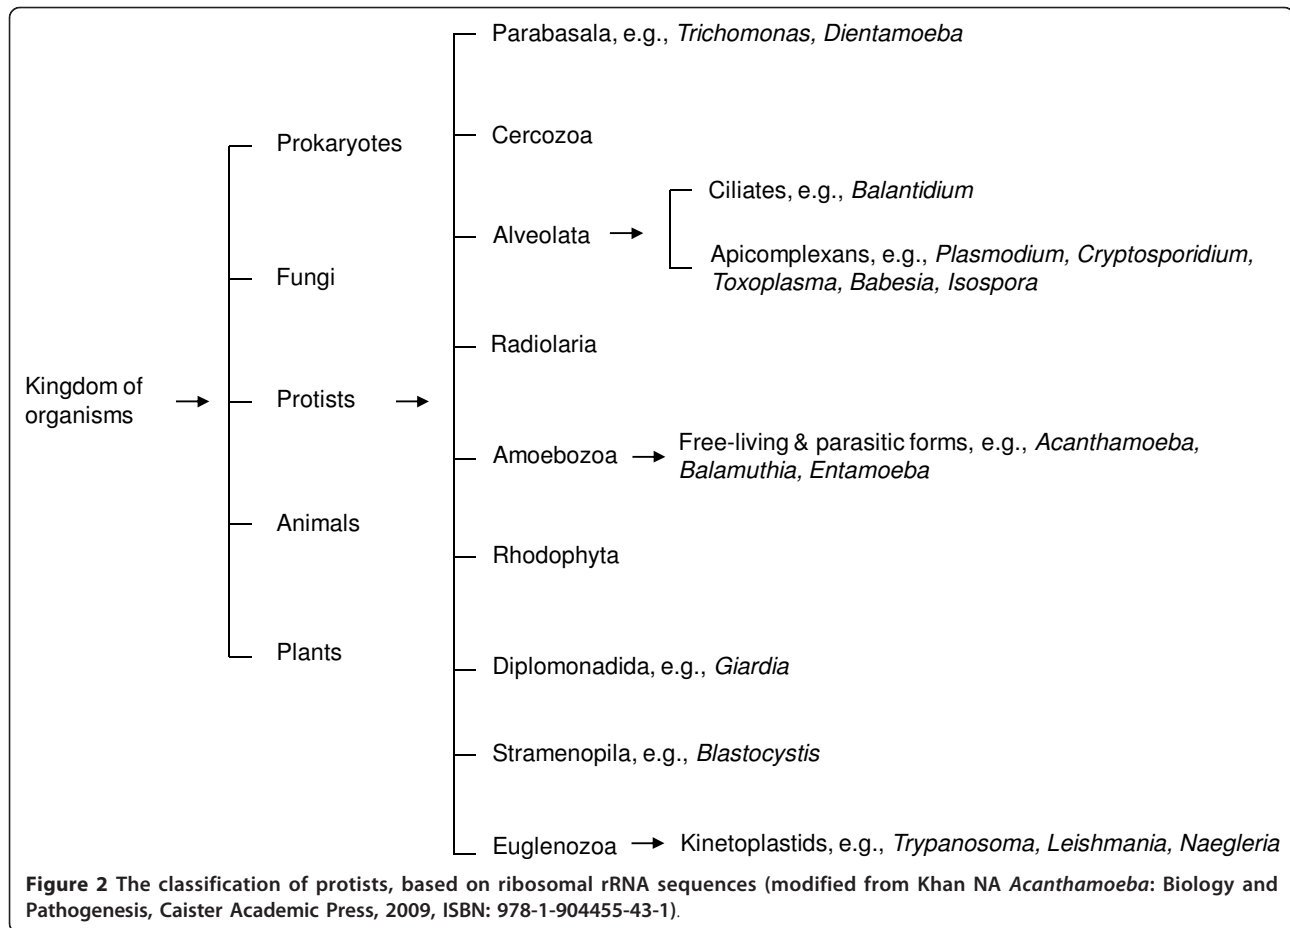 Parabasala, e.g., Trichomonas, Dientamoeba
Prokaryotes
Cercozoa
Ciliates, e.g., Balantidium
Alveolata
Apicomplexans, e.g., Plasmodium, Cryptosporidium,
Toxoplasma, Babesia, Isospora
Fungi
Radiolaria
Kingdom of
organisms
Protists
Amoebozoa
Free-living & parasitic forms, e.g., Acanthamoeba,
Balamuthia, Entamoeba
Animals
Rhodophyta
Plants
Diplomonadida, e.g., Giardia
Stramenopila, e.g., Blastocystis
Euglenozoa
Kinetoplastids, e.g., Trypanosoma, Leishmania, Naegleria
Figure 2 The classification of protists, based on ribosomal rRNA sequences (modified from Khan NA Acanthamoeba: Biology and
Pathogenesis, Caister Academic Press, 2009, ISBN: 978-1-904455-43-1).